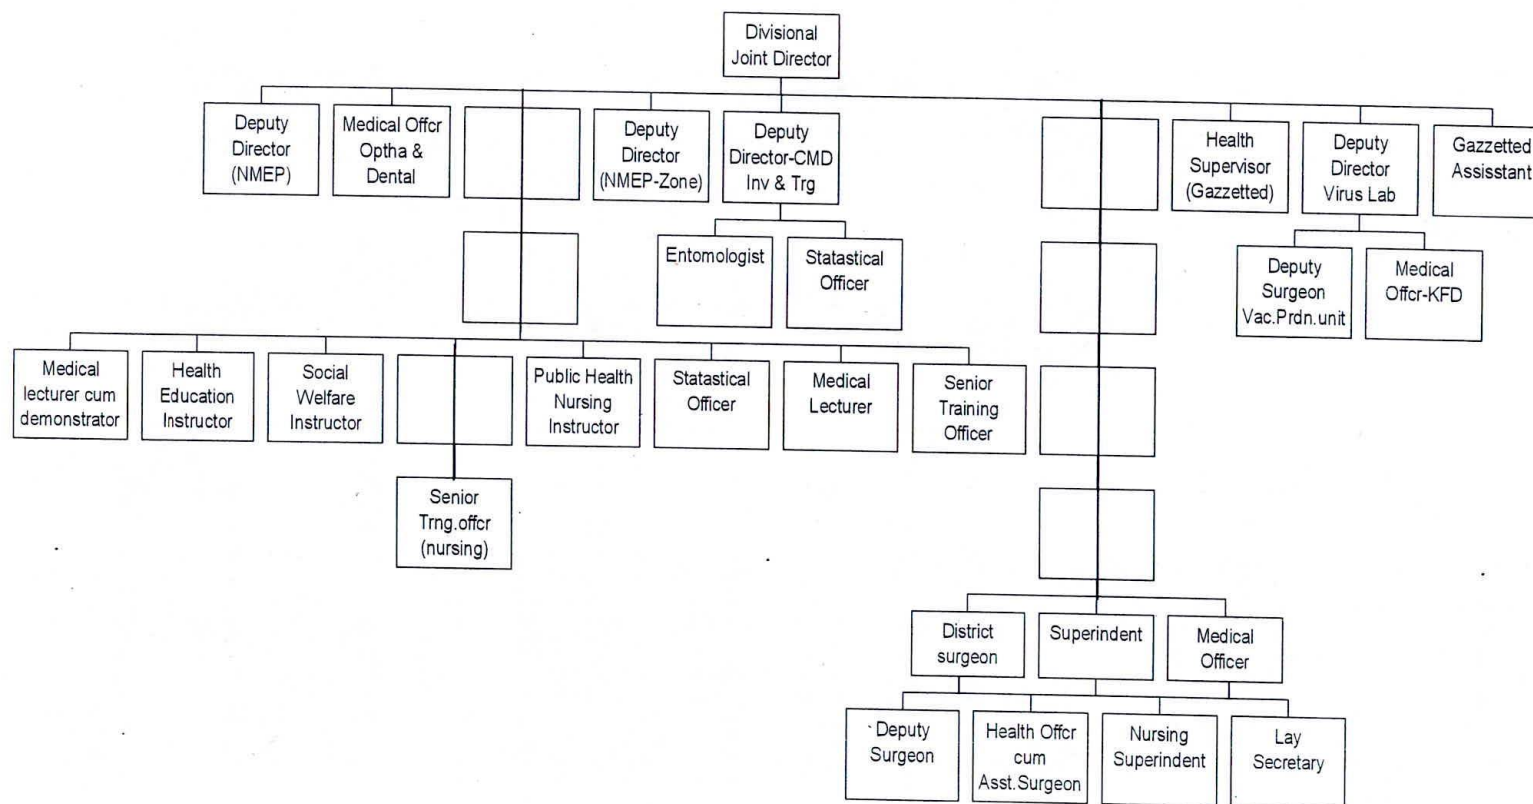 Divisional
Joint Director
Deputy
Director
(NMEP)
Medical Offcr
Optha &
Dental
Deputy
Director
(NMEP-Zone)
Deputy
Director-CMD
Inv & Trg
Health
Supervisor
(Gazzetted)
Deputy
Director
Virus Lab
Gazzetted
Assisstant
Entomologist
Statastical
Officer
Deputy
Surgeon
Vac.Prdn.unit
Medical
Offcr-KFD
Medical
lecturer cum
demonstrator
Health
Education
Instructor
Social
Welfare
Instructor
Public Health
Nursing
Instructor
Statastical
Officer
Medical
Lecturer
Senior
Training
Officer
Senior
Trng.offcr
(nursing)
District
surgeon
Superindent
Medical
Officer
Deputy
Surgeon
Health Offcr
cum
Asst.Surgeon
Nursing
Superindent
Lay
Secretary